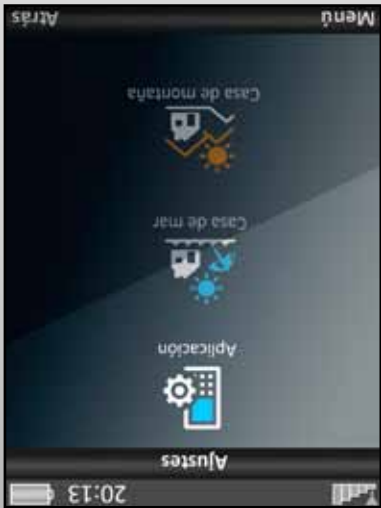 20:13
Ajustes
Aplicación
Casa de mar
Casa de montaña
Menú Atrás